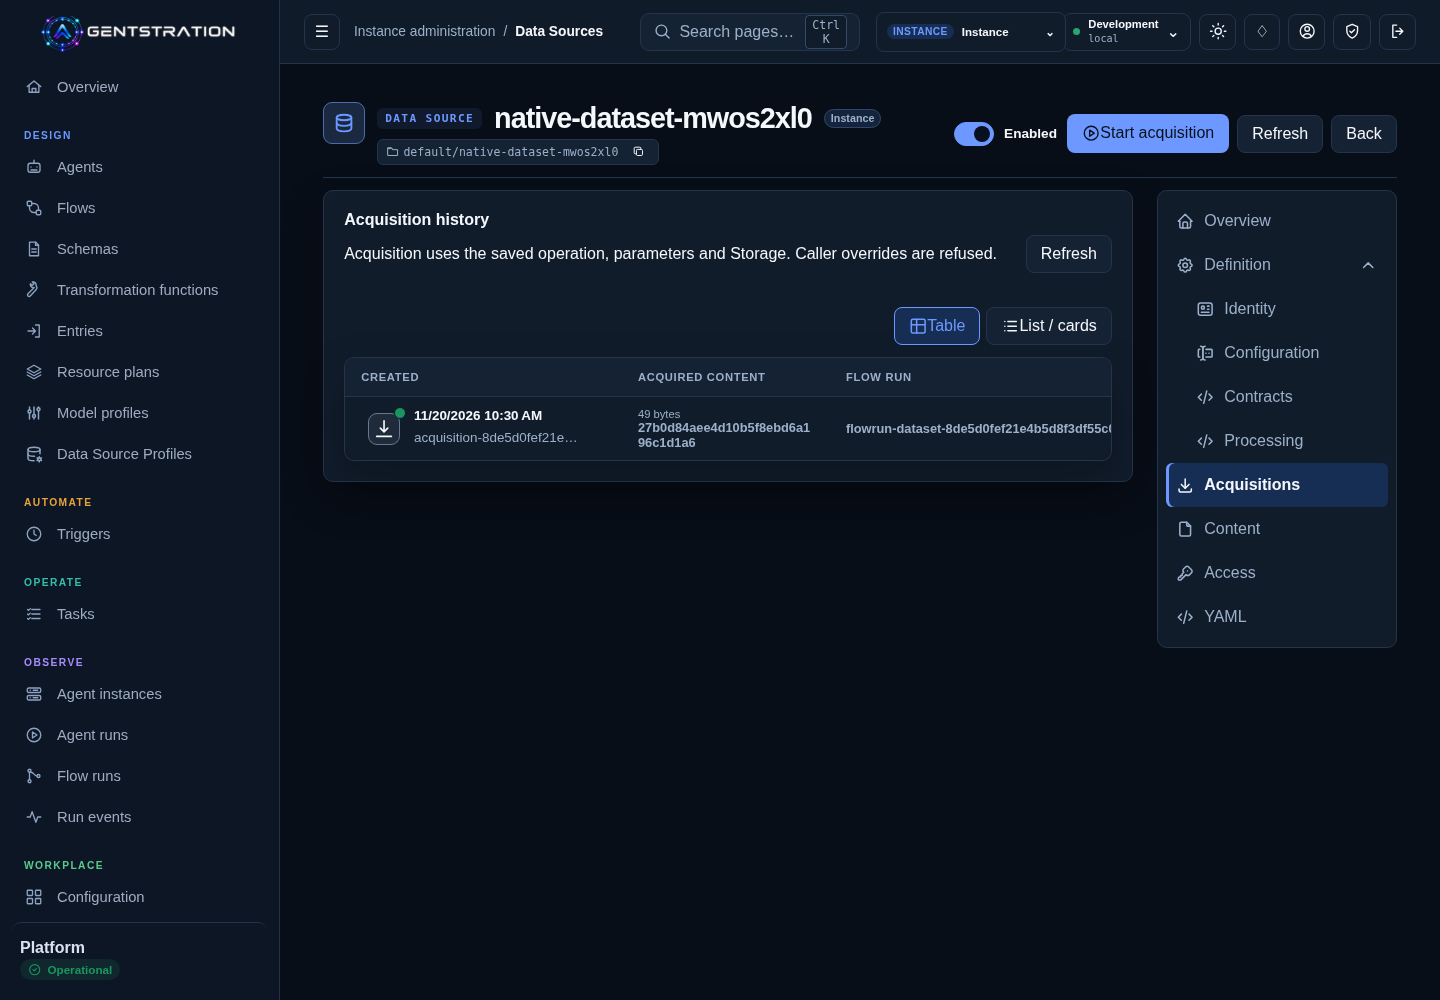 GENTSTRATION
Overview
DESIGN
Agents
Flows
Schemas
Transformation functions
Entries
Resource plans
Model profiles
Data Source Profiles
AUTOMATE
Triggers
OPERATE
Tasks
OBSERVE
Agent instances
Agent runs
Flow runs
Run events
WORKPLACE
Configuration
Platform
Operational
Instance administration / Data Sources
Search pages… Ctrl K
INSTANCE Instance
Development
local
DATA SOURCE native-dataset-mwos2xl0 Instance
default/native-dataset-mwos2xl0
Enabled Start acquisition Refresh Back
Acquisition history
Acquisition uses the saved operation, parameters and Storage. Caller overrides are refused. Refresh
Table List / cards
CREATED ACQUIRED CONTENT FLOW RUN
11/20/2026 10:30 AM
acquisition-8de5d0fef21e…
49 bytes
27b0d84aee4d10b5f8ebd6a1
96c1d1a6
flowrun-dataset-8de5d0fef21e4b5d8f3df55c
Overview
Definition
Identity
Configuration
Contracts
Processing
Acquisitions
Content
Access
YAML